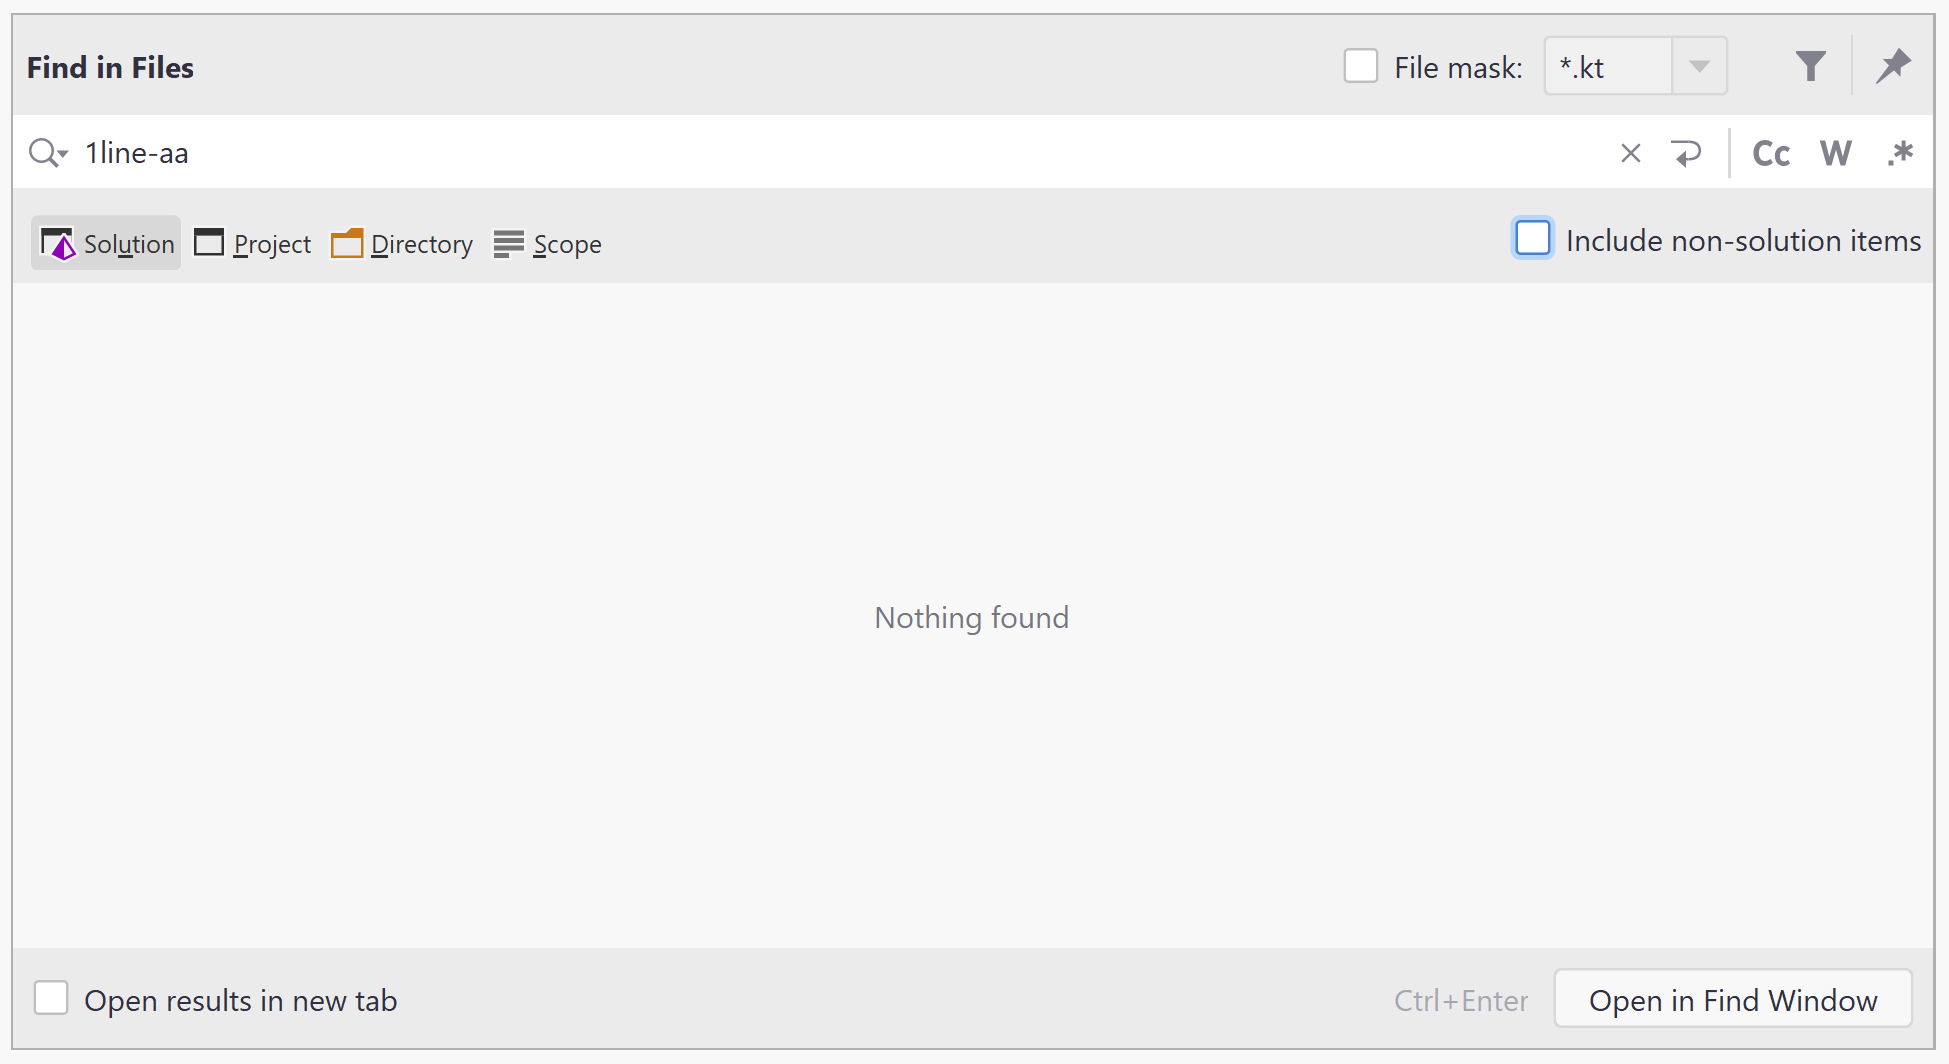 Find in Files File mask: *.kt
1line-aa Cc W .*
Solution Project Directory Scope Include non-solution items
Nothing found
Open results in new tab Ctrl+Enter Open in Find Window